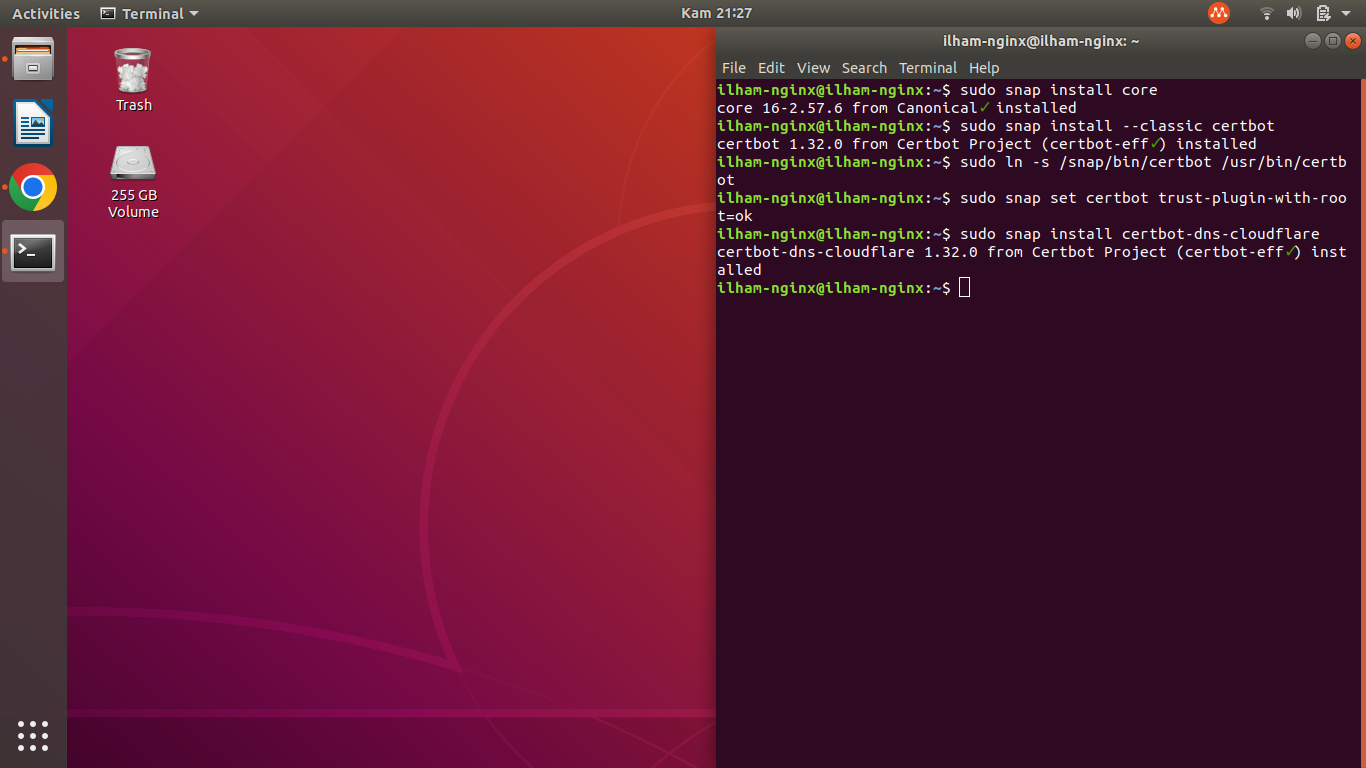 Activities Terminal Kam 21:27
Trash
255 GB
Volume
ilham-nginx@ilham-nginx: ~
File Edit View Search Terminal Help
ilham-nginx@ilham-nginx:~$ sudo snap install core
core 16-2.57.6 from Canonical✓ installed
ilham-nginx@ilham-nginx:~$ sudo snap install --classic certbot
certbot 1.32.0 from Certbot Project (certbot-eff✓) installed
ilham-nginx@ilham-nginx:~$ sudo ln -s /snap/bin/certbot /usr/bin/certb
ot
ilham-nginx@ilham-nginx:~$ sudo snap set certbot trust-plugin-with-roo
t=ok
ilham-nginx@ilham-nginx:~$ sudo snap install certbot-dns-cloudflare
certbot-dns-cloudflare 1.32.0 from Certbot Project (certbot-eff✓) inst
alled
ilham-nginx@ilham-nginx:~$